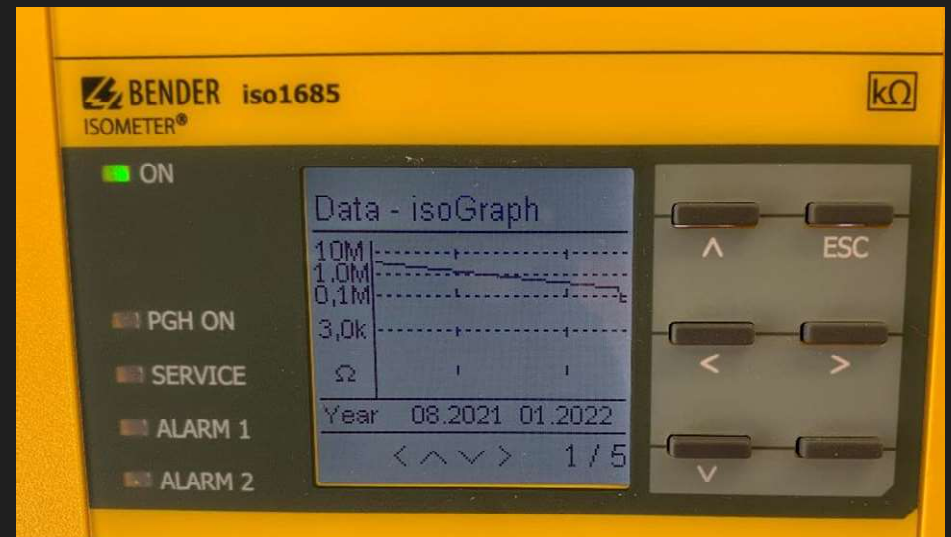 BENDER iso1685
ISOMETER®
kΩ
ON
PGH ON
SERVICE
ALARM 1
ALARM 2
Data - isoGraph
10M
1.0M
0,1M
3,0k
Ω
Year 08.2021 01.2022
< ∧ ∨ > 1 / 5
∧ ESC
< >
∨